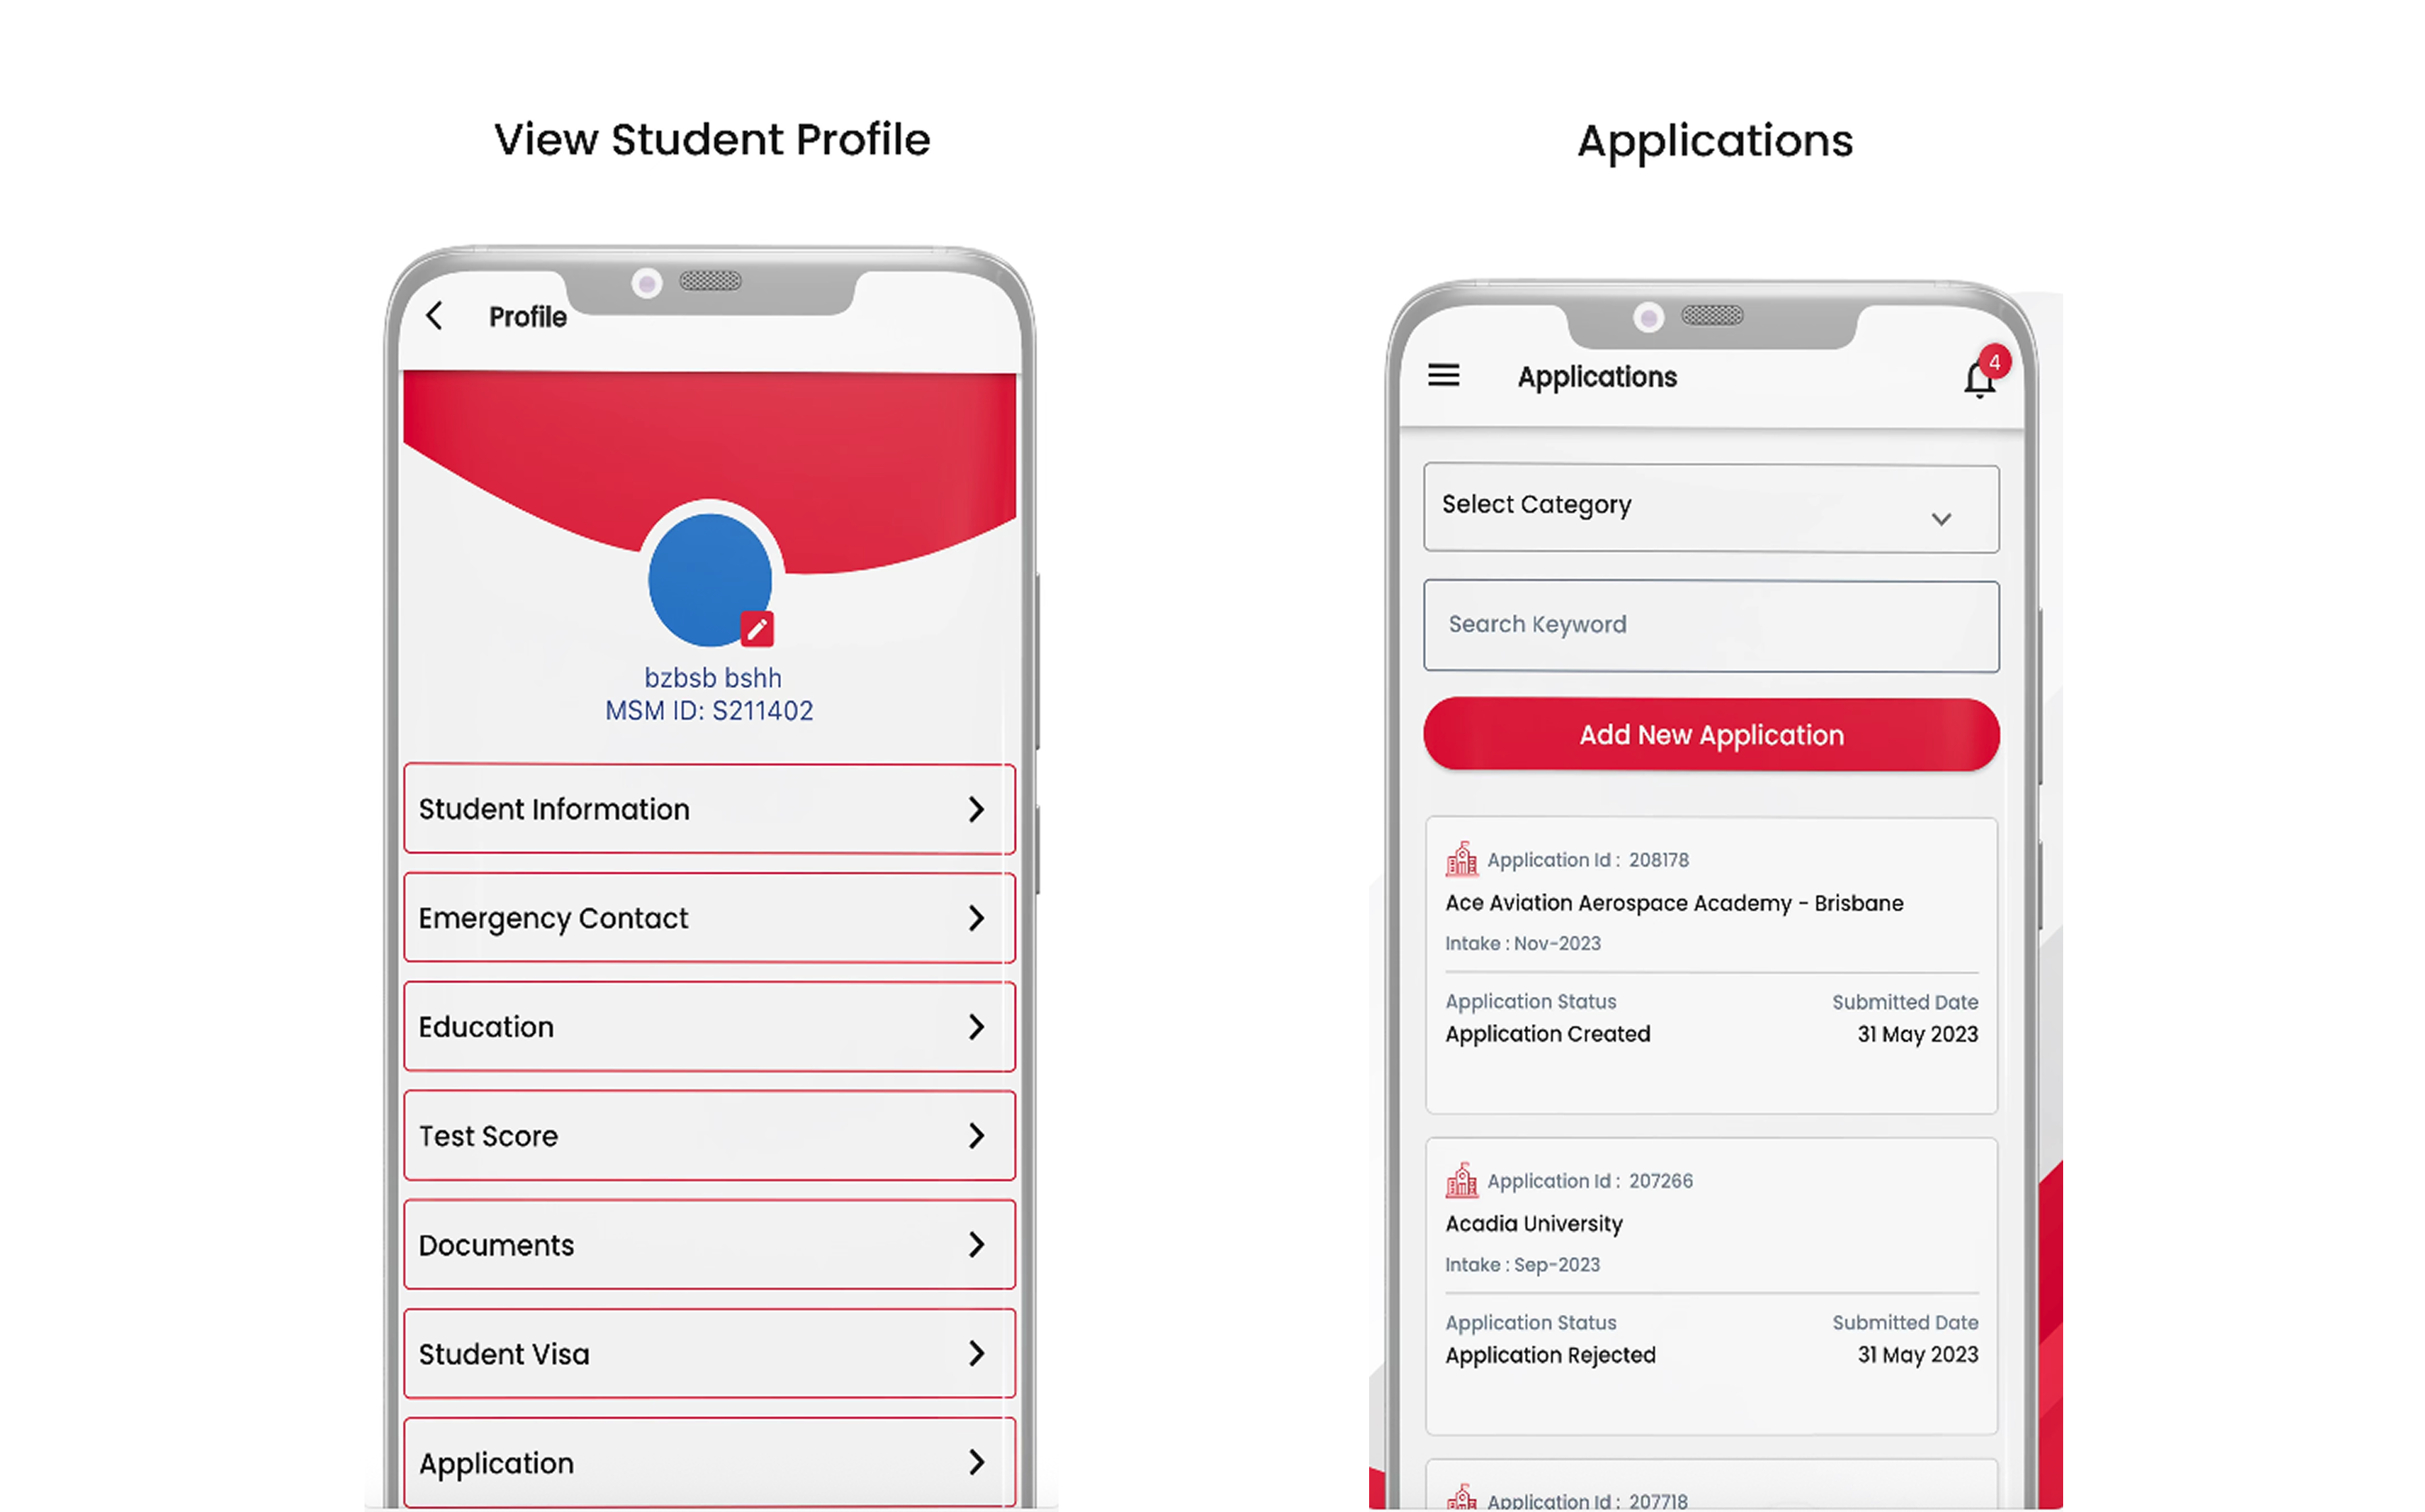 View Student Profile
Profile
bzbsb bshh
MSM ID: S211402
Student Information
Emergency Contact
Education
Test Score
Documents
Student Visa
Application
Applications
Applications
4
Select Category
Search Keyword
Add New Application
Application Id : 208178
Ace Aviation Aerospace Academy - Brisbane
Intake : Nov-2023
Application Status Submitted Date
Application Created 31 May 2023
Application Id : 207266
Acadia University
Intake : Sep-2023
Application Status Submitted Date
Application Rejected 31 May 2023
Application Id : 207718